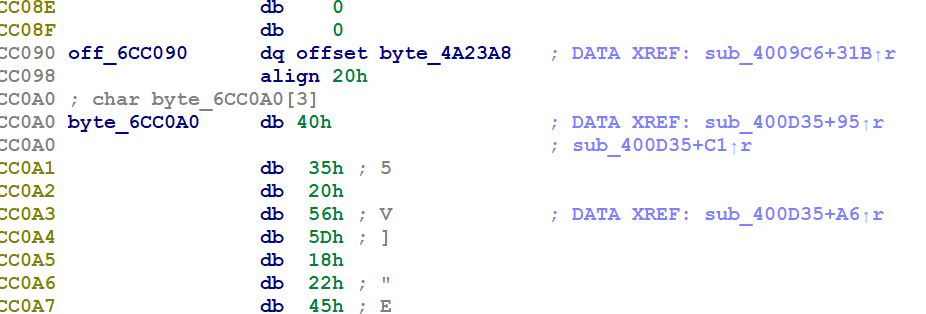 CC08E db 0
CC08F db 0
CC090 off_6CC090 dq offset byte_4A23A8 ; DATA XREF: sub_4009C6+31B↑r
CC098 align 20h
CC0A0 ; char byte_6CC0A0[3]
CC0A0 byte_6CC0A0 db 40h ; DATA XREF: sub_400D35+95↑r
CC0A0 ; sub_400D35+C1↑r
CC0A1 db 35h ; 5
CC0A2 db 20h
CC0A3 db 56h ; V ; DATA XREF: sub_400D35+A6↑r
CC0A4 db 5Dh ; ]
CC0A5 db 18h
CC0A6 db 22h ; "
CC0A7 db 45h ; E